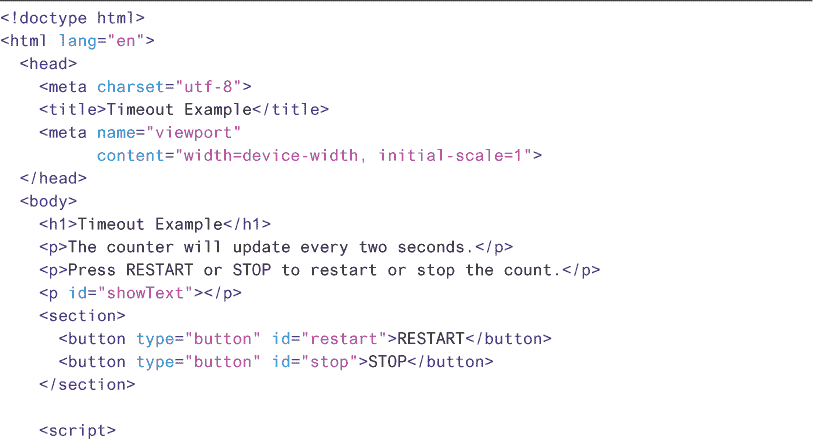 <!doctype html>
<html lang="en">
  <head>
    <meta charset="utf-8">
    <title>Timeout Example</title>
    <meta name="viewport"
          content="width=device-width, initial-scale=1">
  </head>
  <body>
    <h1>Timeout Example</h1>
    <p>The counter will update every two seconds.</p>
    <p>Press RESTART or STOP to restart or stop the count.</p>
    <p id="showText"></p>
    <section>
      <button type="button" id="restart">RESTART</button>
      <button type="button" id="stop">STOP</button>
    </section>

    <script>